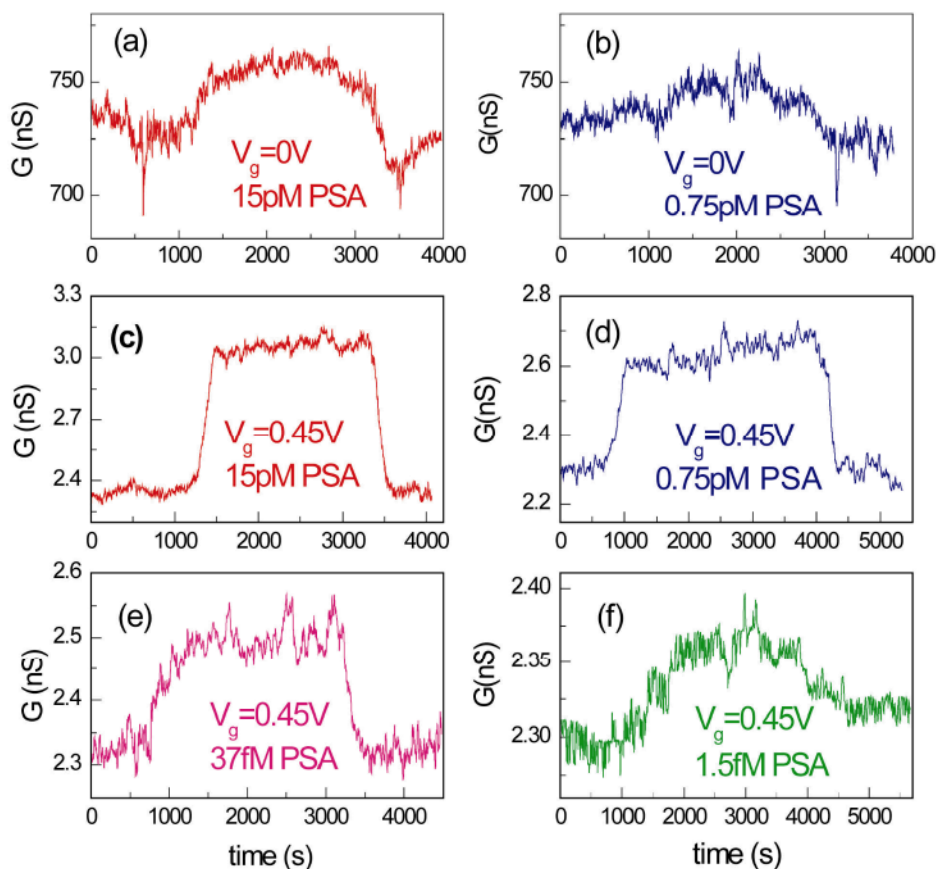 (a)
G (nS)
750
700
V_g=0V
15pM PSA
0 1000 2000 3000 4000
(b)
G(nS)
750
700
V_g=0V
0.75pM PSA
0 1000 2000 3000 4000
(c)
G (nS)
3.3
3.0
2.7
2.4
V_g=0.45V
15pM PSA
0 1000 2000 3000 4000
(d)
G(nS)
2.8
2.6
2.4
2.2
V_g=0.45V
0.75pM PSA
0 1000 2000 3000 4000 5000
(e)
G(nS)
2.6
2.5
2.4
2.3
V_g=0.45V
37fM PSA
0 1000 2000 3000 4000
time (s)
(f)
G(nS)
2.40
2.35
2.30
V_g=0.45V
1.5fM PSA
0 1000 2000 3000 4000 5000
time (s)